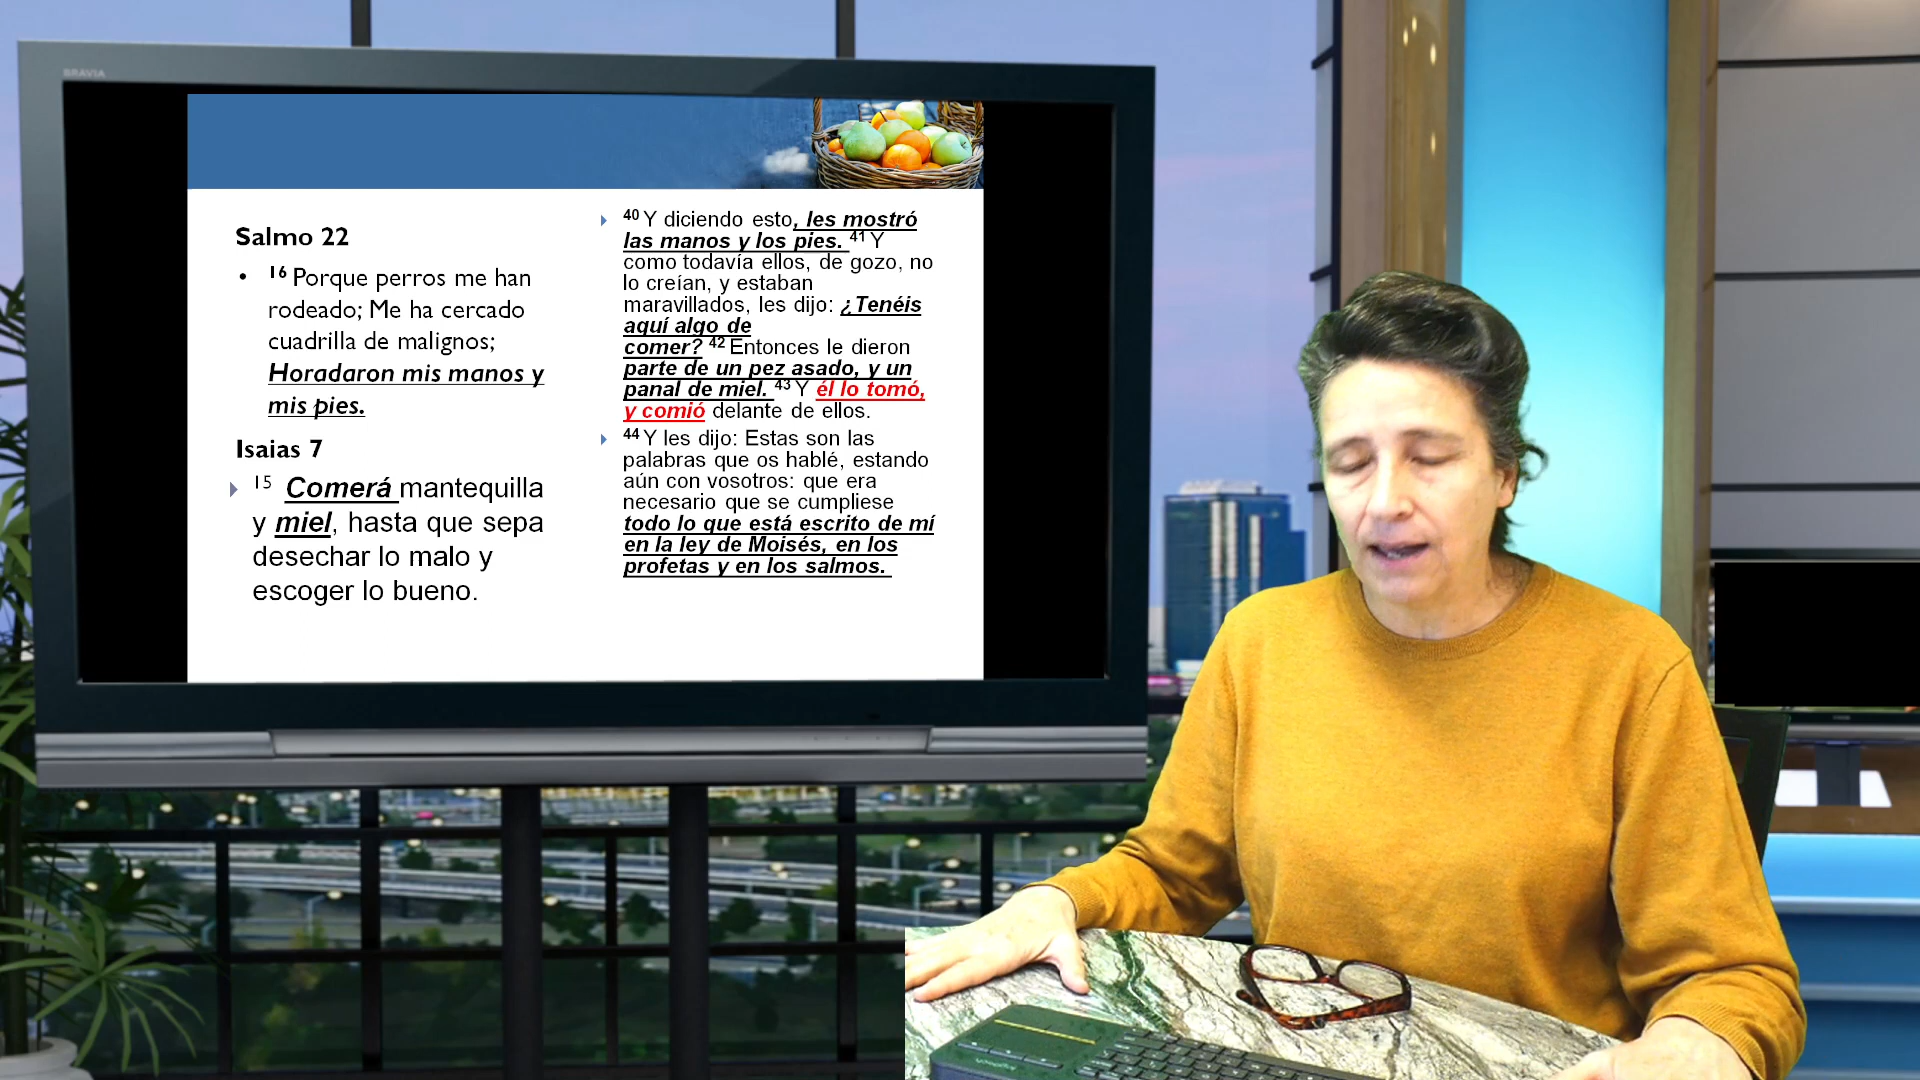 BRAVIA
Salmo 22
• 16 Porque perros me han
rodeado; Me ha cercado
cuadrilla de malignos;
Horadaron mis manos y
mis pies.
Isaias 7
15 Comerá mantequilla
y miel, hasta que sepa
desechar lo malo y
escoger lo bueno.
40 Y diciendo esto, les mostró
las manos y los pies. 41 Y
como todavía ellos, de gozo, no
lo creían, y estaban
maravillados, les dijo: ¿Tenéis
aquí algo de
comer? 42 Entonces le dieron
parte de un pez asado, y un
panal de miel. 43 Y él lo tomó,
y comió delante de ellos.
44 Y les dijo: Estas son las
palabras que os hablé, estando
aún con vosotros: que era
necesario que se cumpliese
todo lo que está escrito de mí
en la ley de Moisés, en los
profetas y en los salmos.